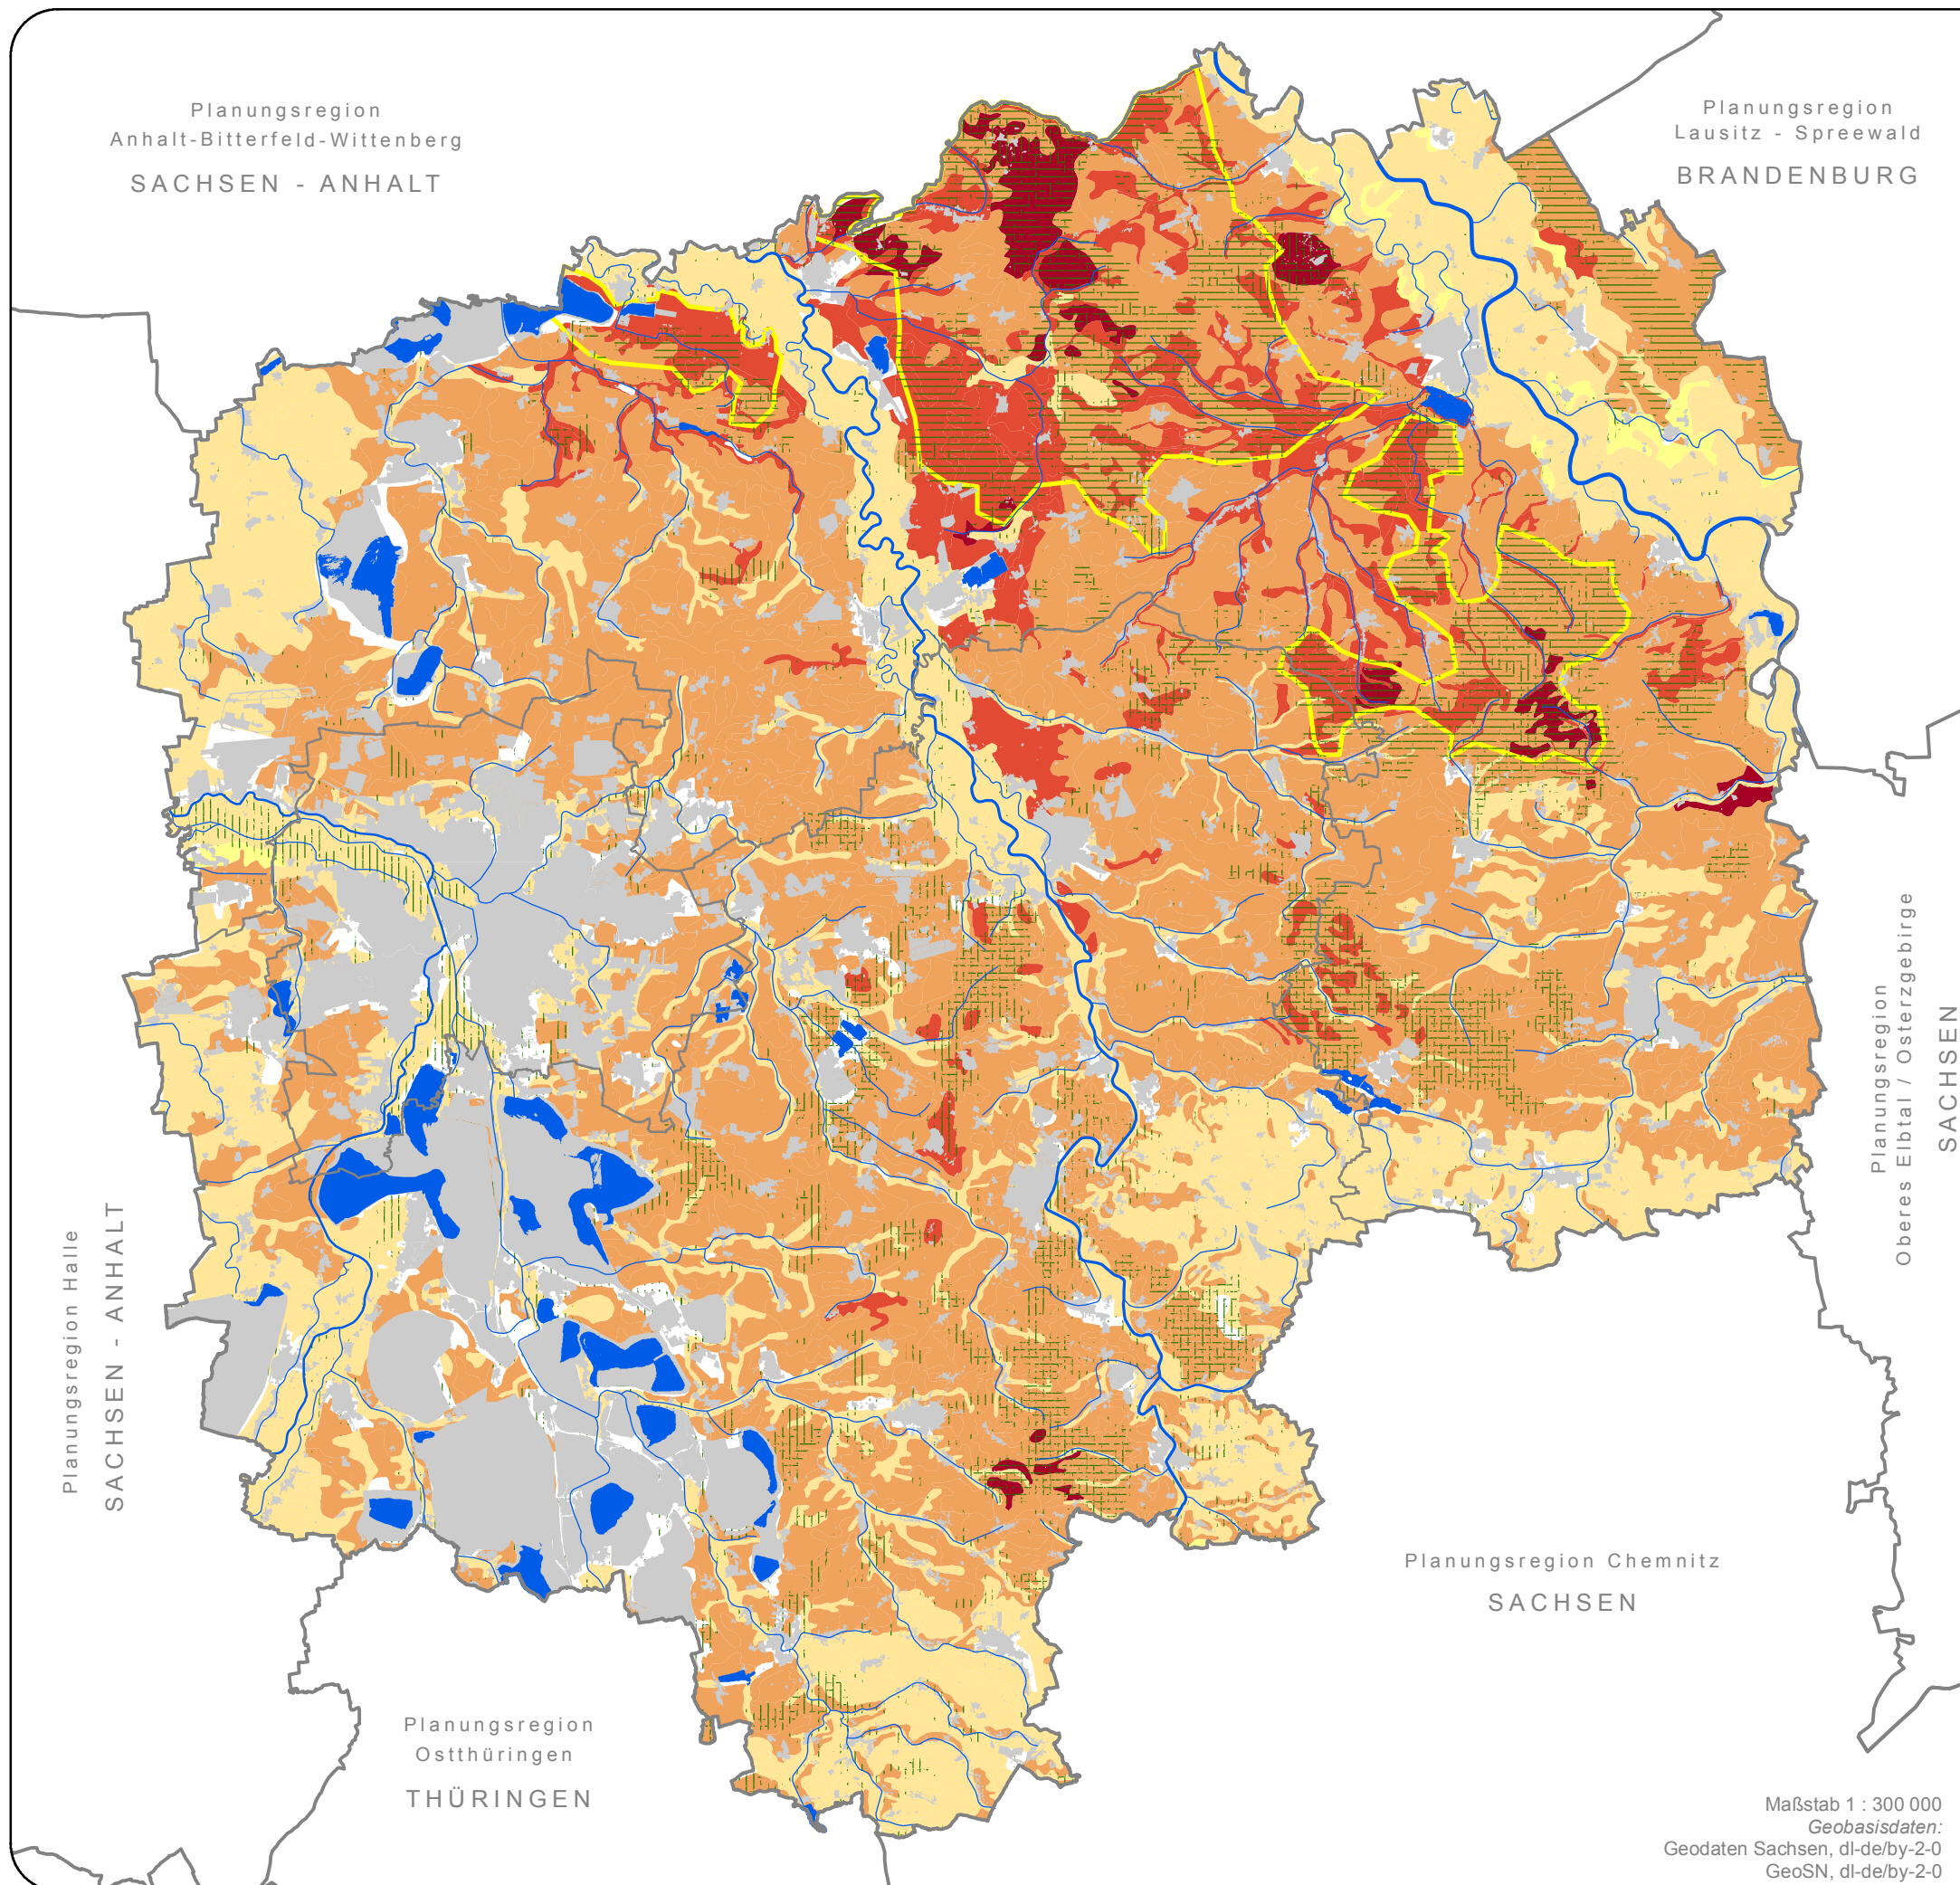 Planungsregion
Anhalt-Bitterfeld-Wittenberg
SACHSEN - ANHALT
Planungsregion
Lausitz - Spreewald
BRANDENBURG
Planungsregion
Oberes Elbtal / Osterzgebirge
SACHSEN
Planungsregion Halle
SACHSEN - ANHALT
Planungsregion Chemnitz
SACHSEN
Planungsregion
Ostthüringen
THÜRINGEN
Maßstab 1 : 300 000
Geobasisdaten:
Geodaten Sachsen, dl-de/by-2-0
GeoSN, dl-de/by-2-0